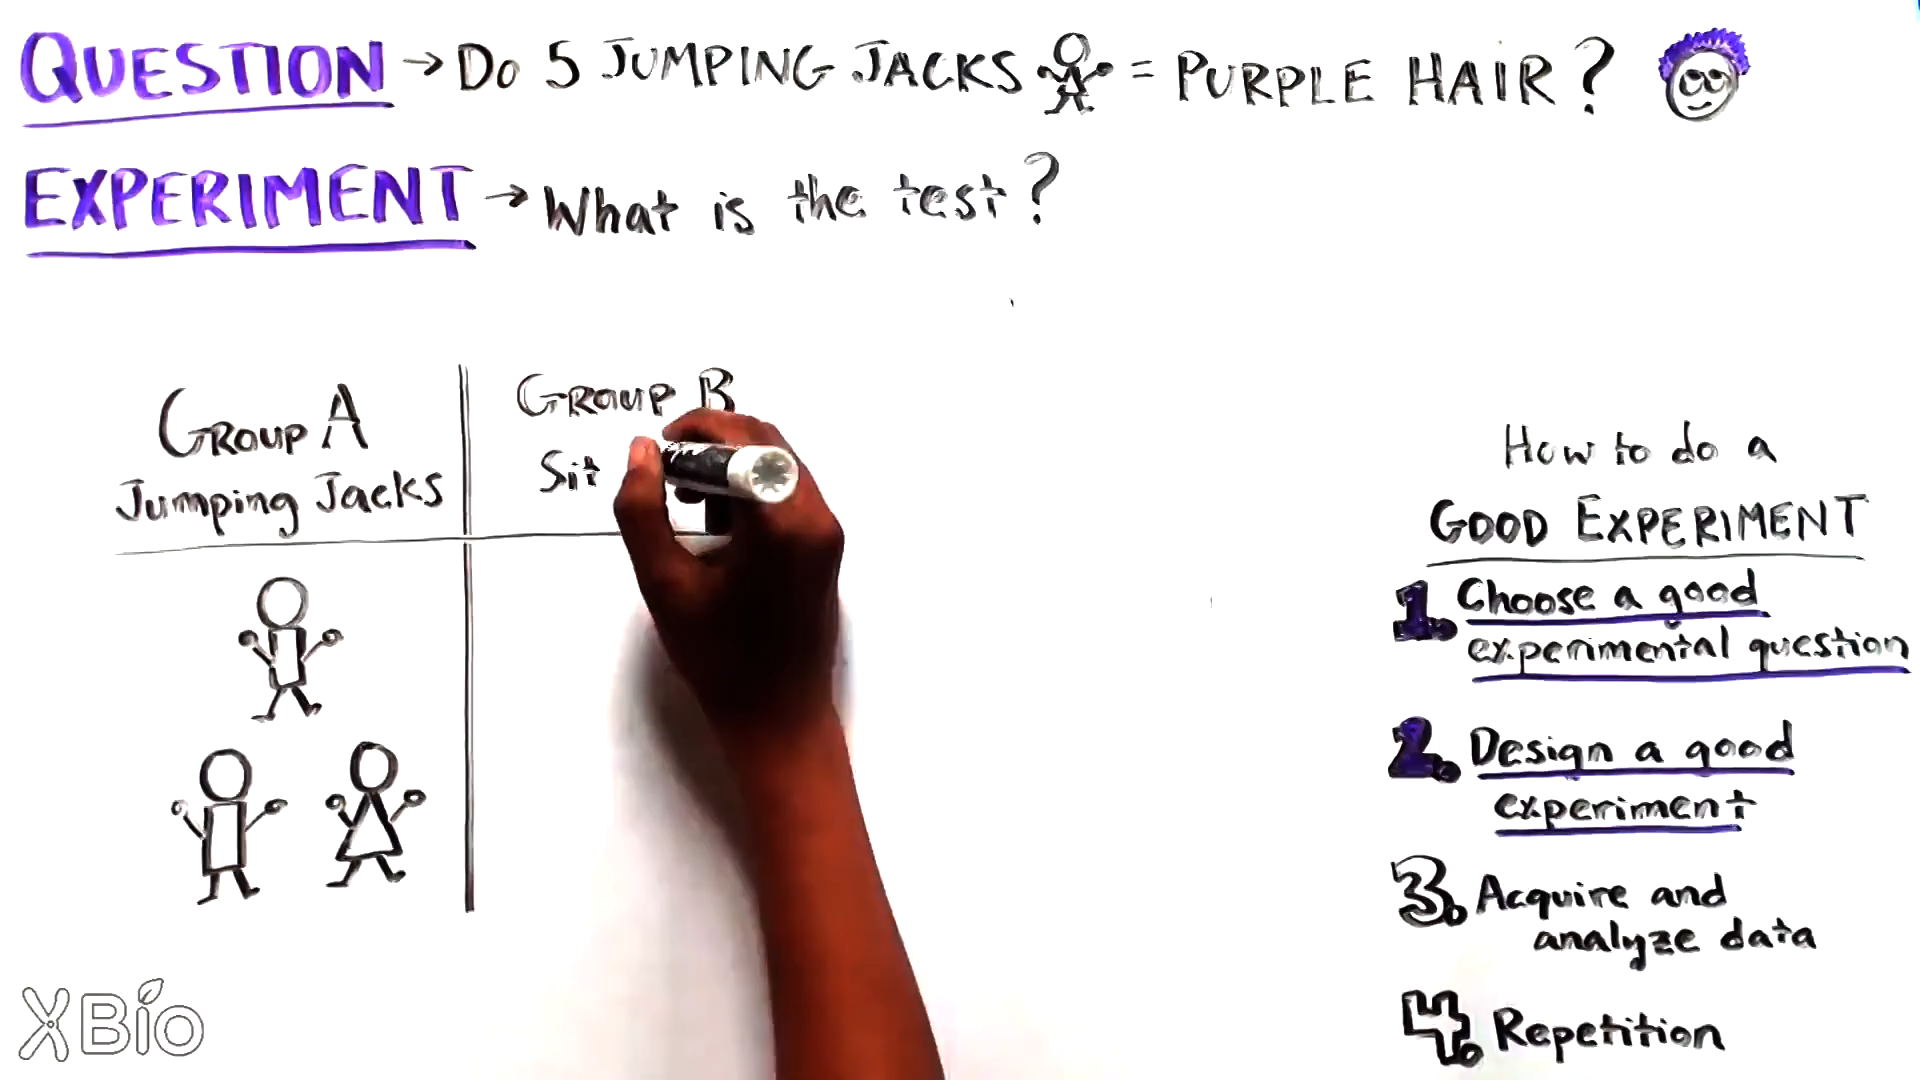 QUESTION → Do 5 JUMPING JACKS = PURPLE HAIR?
EXPERIMENT → What is the test?
GROUP A
Jumping Jacks
GROUP B
Sit
How to do a
GOOD EXPERIMENT
1. Choose a good
experimental question
2. Design a good
experiment
3. Acquire and
analyze data
4. Repetition
XBio